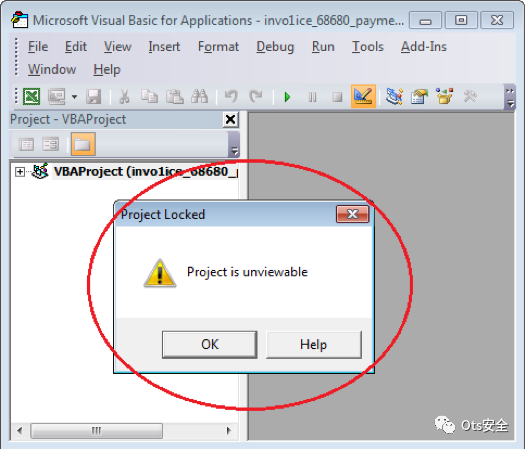 Microsoft Visual Basic for Applications - invo1ice_68680_payme...
File Edit View Insert Format Debug Run Tools Add-Ins
Window Help
Project - VBAProject
VBAProject (invo1ice_68680_
Project Locked
Project is unviewable
OK Help
Ots安全